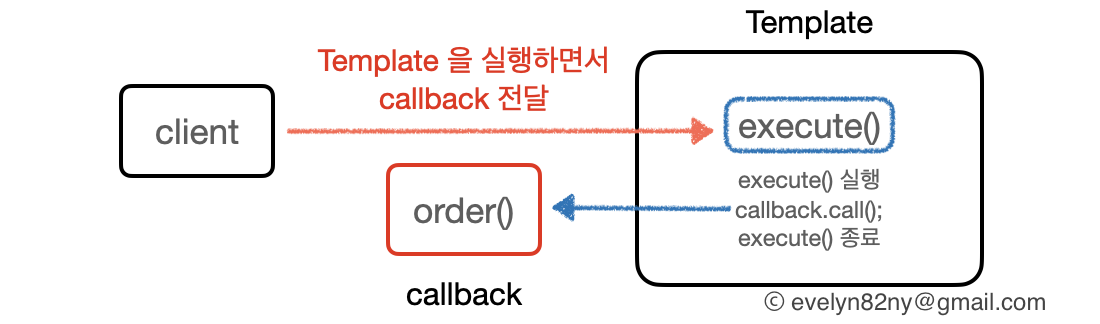 Template
Template 을 실행하면서
callback 전달
client
execute()
execute() 실행
callback.call();
execute() 종료
order()
callback
ⓒ evelyn82ny@gmail.com